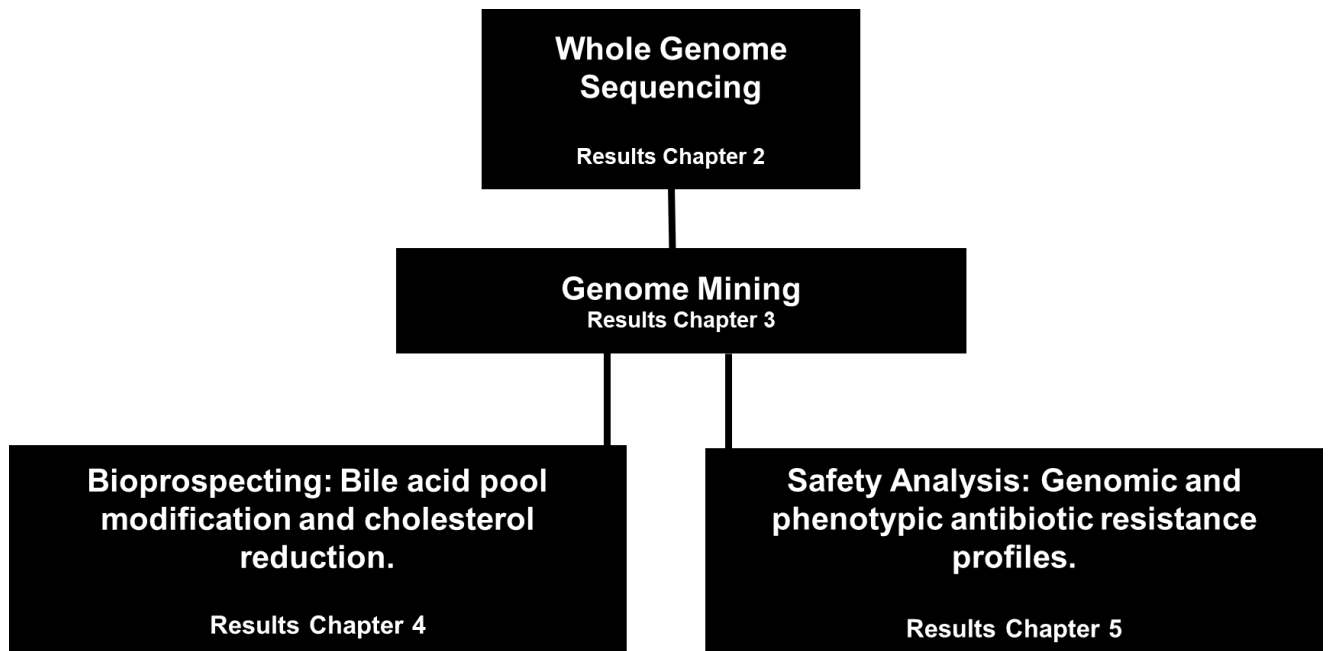 Whole Genome
Sequencing
Results Chapter 2
Genome Mining
Results Chapter 3
Bioprospecting: Bile acid pool
modification and cholesterol
reduction.
Results Chapter 4
Safety Analysis: Genomic and
phenotypic antibiotic resistance
profiles.
Results Chapter 5